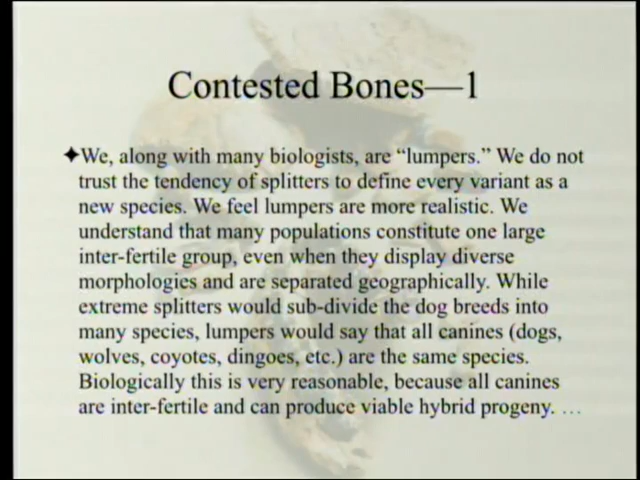 Contested Bones—1
✦We, along with many biologists, are “lumpers.” We do not
trust the tendency of splitters to define every variant as a
new species. We feel lumpers are more realistic. We
understand that many populations constitute one large
inter-fertile group, even when they display diverse
morphologies and are separated geographically. While
extreme splitters would sub-divide the dog breeds into
many species, lumpers would say that all canines (dogs,
wolves, coyotes, dingoes, etc.) are the same species.
Biologically this is very reasonable, because all canines
are inter-fertile and can produce viable hybrid progeny. …